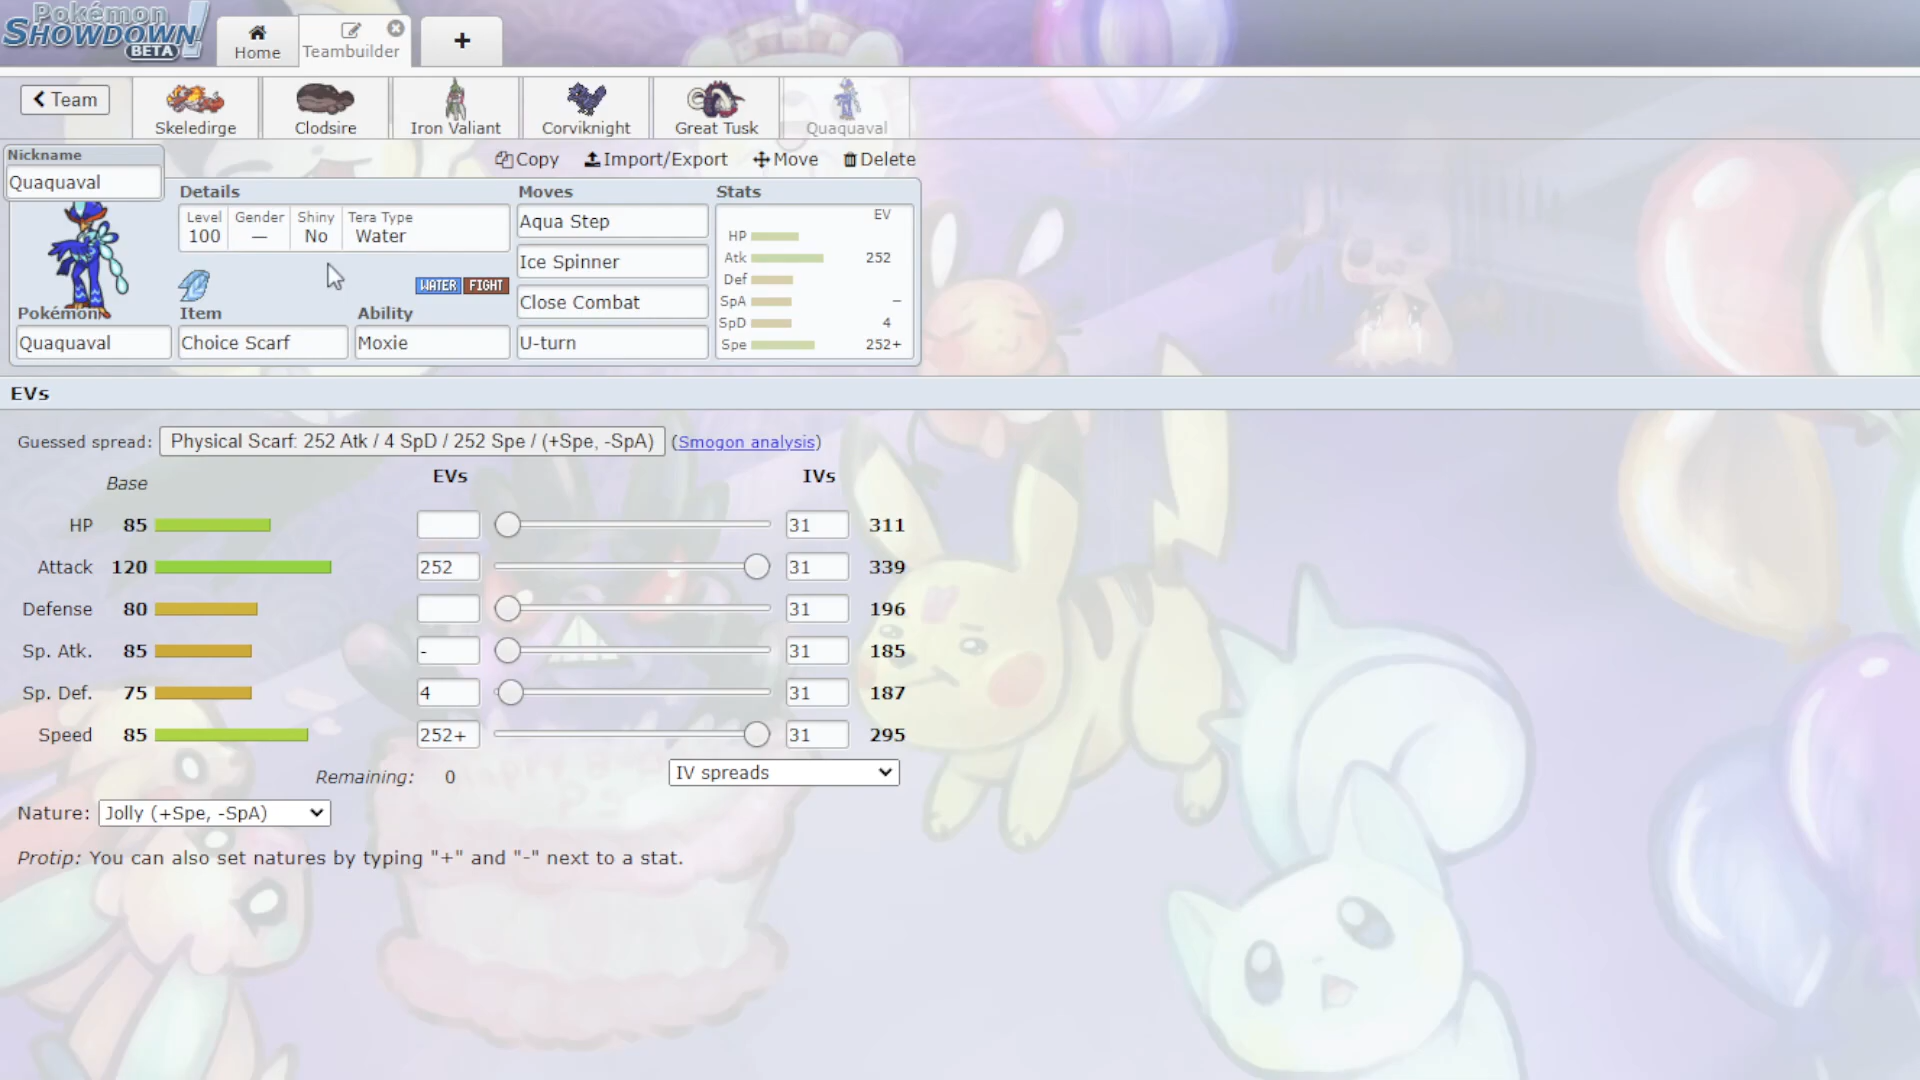 Pokémon
SHOWDOWN!
BETA
Home
Teambuilder
+
Team
Skeledirge
Clodsire
Iron Valiant
Corviknight
Great Tusk
Quaquaval
Nickname
Quaquaval
Copy
Import/Export
Move
Delete
Details
Moves
Stats
Level
100
Gender
—
Shiny
No
Tera Type
Water
WATER FIGHT
Pokémon
Quaquaval
Item
Choice Scarf
Ability
Moxie
Aqua Step
Ice Spinner
Close Combat
U-turn
EV
HP
Atk 252
Def
SpA –
SpD 4
Spe 252+
EVs
Guessed spread: Physical Scarf: 252 Atk / 4 SpD / 252 Spe / (+Spe, -SpA) (Smogon analysis)
Base EVs IVs
HP 85 31 311
Attack 120 252 31 339
Defense 80 31 196
Sp. Atk. 85 - 31 185
Sp. Def. 75 4 31 187
Speed 85 252+ 31 295
Remaining: 0 IV spreads
Nature: Jolly (+Spe, -SpA)
Protip: You can also set natures by typing "+" and "-" next to a stat.